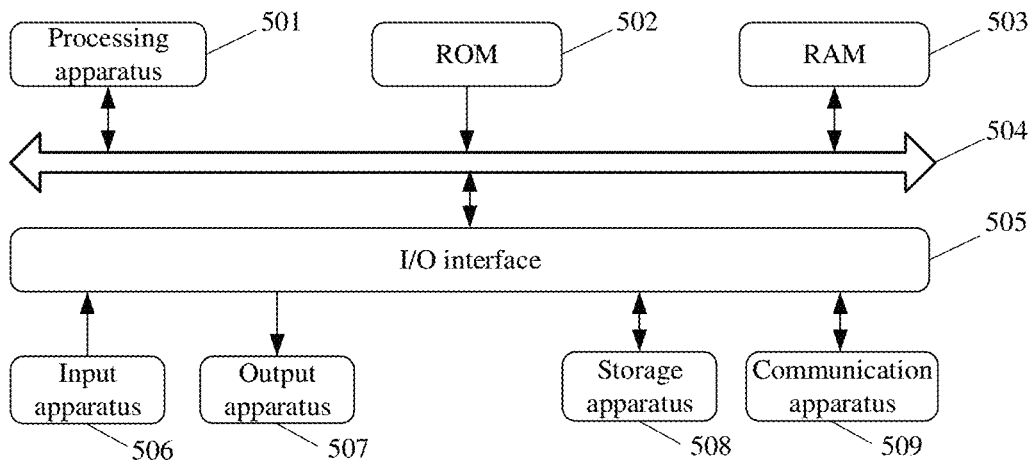 Processing
apparatus
501
ROM
502
RAM
503
504
I/O interface
505
Input
apparatus
506
Output
apparatus
507
Storage
apparatus
508
Communication
apparatus
509